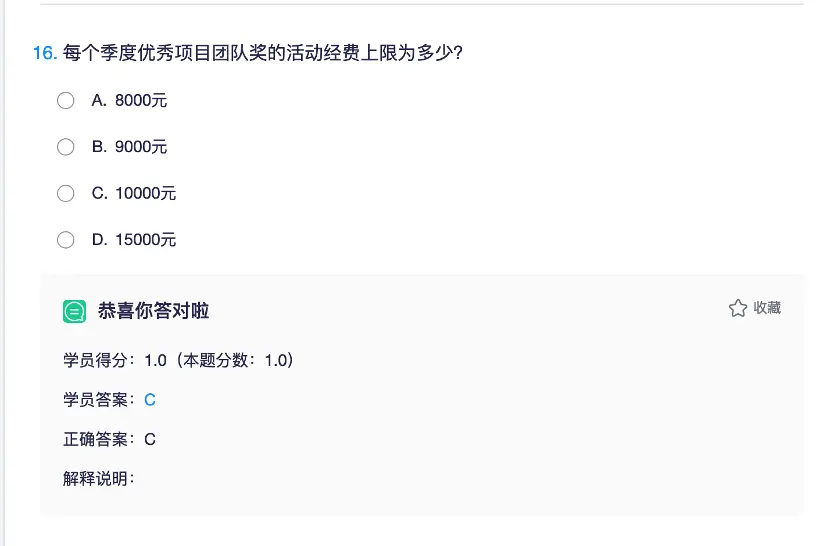 16. 每个季度优秀项目团队奖的活动经费上限为多少?
A. 8000元
B. 9000元
C. 10000元
D. 15000元
恭喜你答对啦
收藏
学员得分：1.0（本题分数：1.0）
学员答案：C
正确答案：C
解释说明：